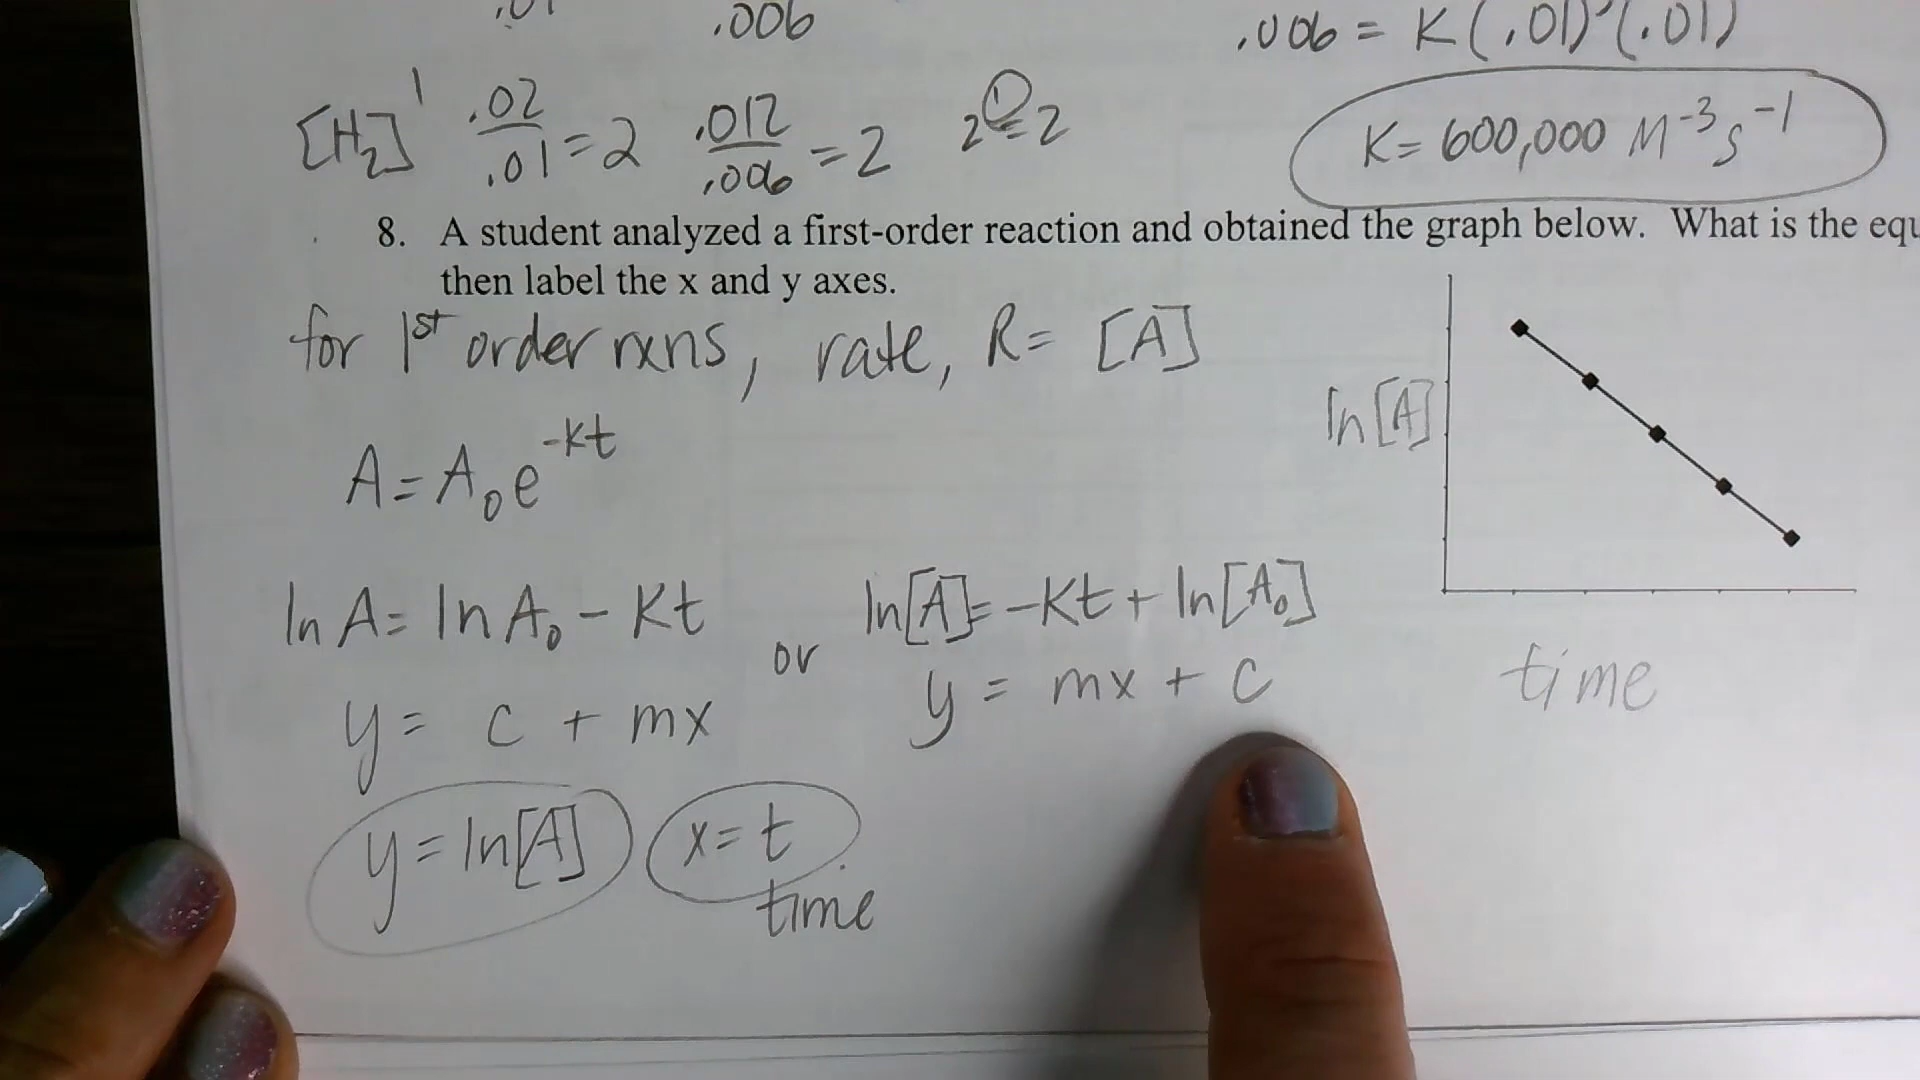 .006
.006 = K(.01)³(.01)
[H₂]¹ .02/.01 = 2 .012/.006 = 2 2^① = 2
K = 600,000 M⁻³ s⁻¹
8. A student analyzed a first-order reaction and obtained the graph below. What is the equ
then label the x and y axes.
for 1st order rxns, rate, R = [A]
ln[A]
A = A₀e^-kt
ln A = ln A₀ - Kt
or
ln[A] = -Kt + ln[A₀]
y = c + mx
y = mx + c
time
y = ln[A]
x = t
time